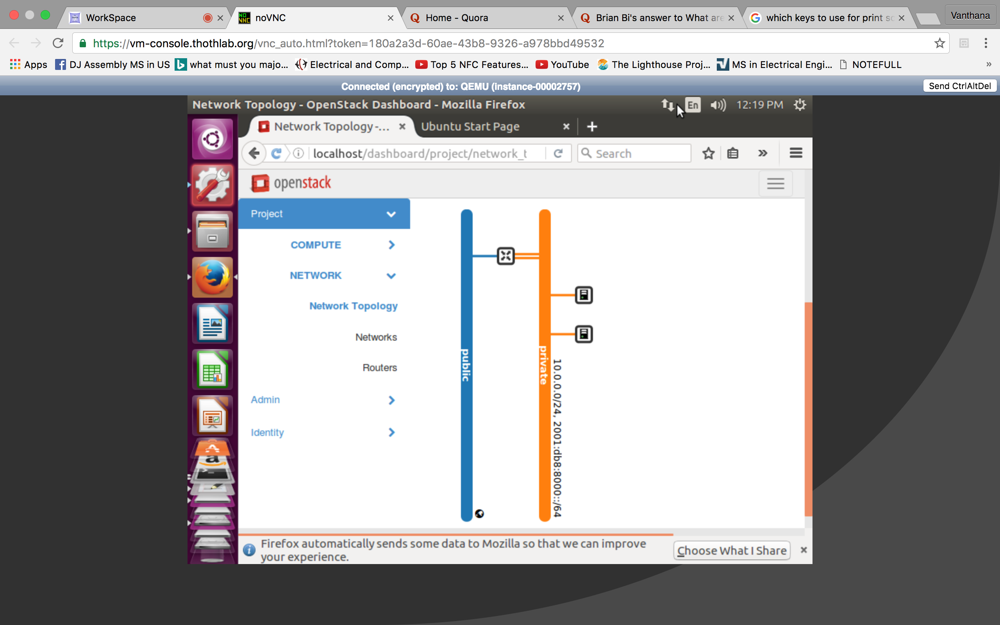 WorkSpace
noVNC
Home - Quora
Brian Bi's answer to What are
which keys to use for print sc
Vanthana
https://vm-console.thothlab.org/vnc_auto.html?token=180a2a3d-60ae-43b8-9326-a978bbd49532
Apps
DJ Assembly MS in US
what must you majo...
Electrical and Comp...
Top 5 NFC Features...
YouTube
The Lighthouse Proj...
MS in Electrical Engi...
NOTEFULL
»
Connected (encrypted) to: QEMU (instance-00002757)
Send CtrlAltDel
Network Topology - OpenStack Dashboard - Mozilla Firefox
En
12:19 PM
Network Topology -...
Ubuntu Start Page
localhost/dashboard/project/network_t
Search
openstack
Project
COMPUTE
NETWORK
Network Topology
Networks
Routers
Admin
Identity
public
private
10.0.0.0/24, 2001:db8:8000::/64
Firefox automatically sends some data to Mozilla so that we can improve
your experience.
Choose What I Share